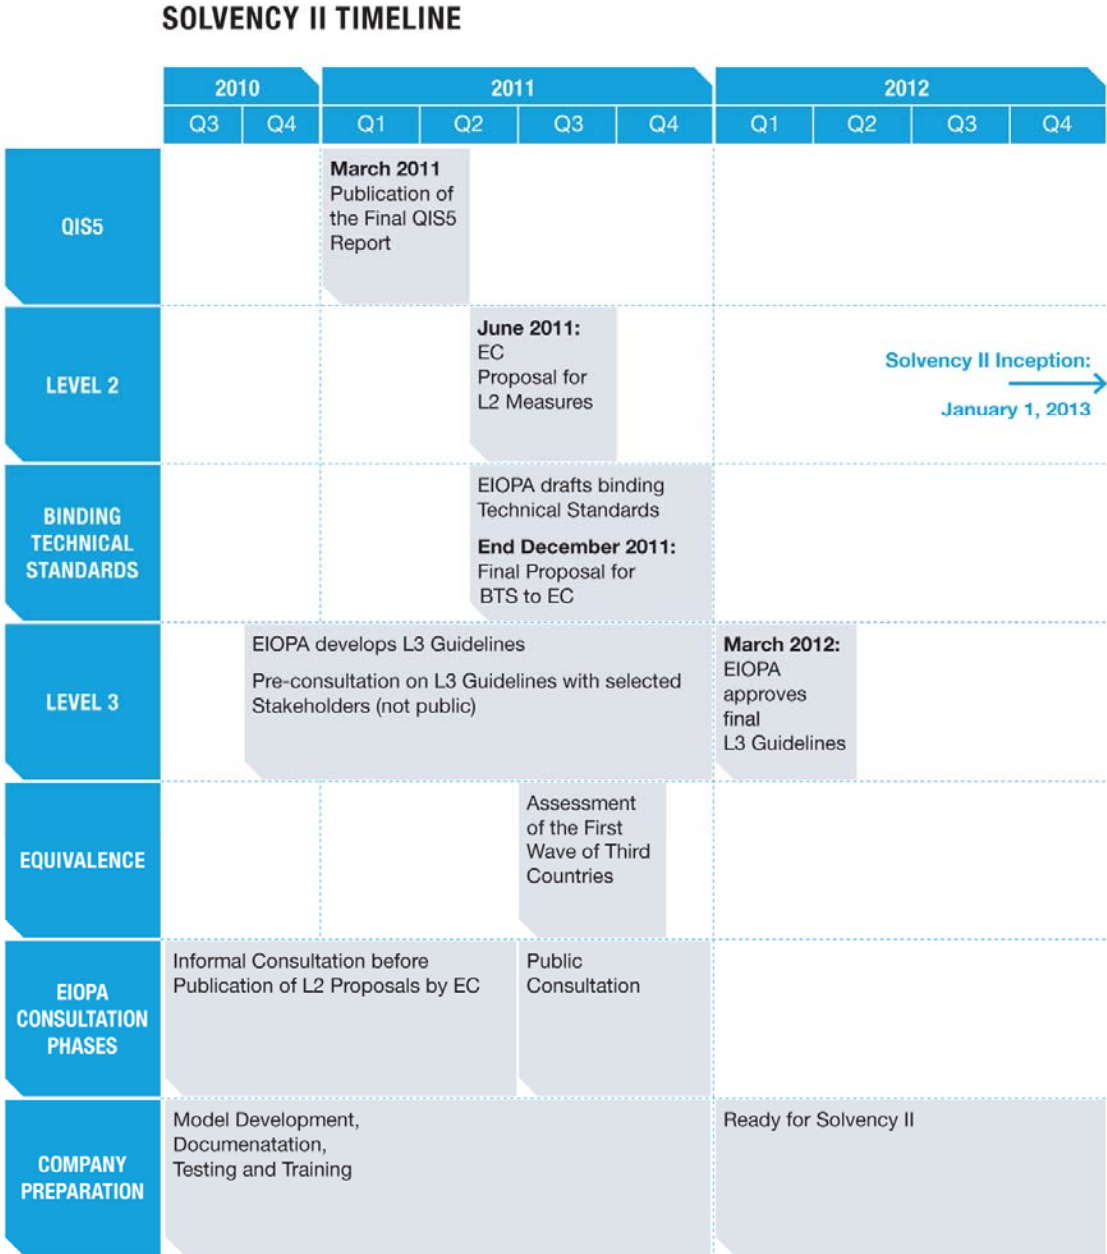 SOLVENCY II TIMELINE
2010
2011
2012
Q3
Q4
Q1
Q2
Q3
Q4
Q1
Q2
Q3
Q4
QIS5
March 2011
Publication of
the Final QIS5
Report
LEVEL 2
June 2011:
EC
Proposal for
L2 Measures
Solvency II Inception:
January 1, 2013
BINDING
TECHNICAL
STANDARDS
EIOPA drafts binding
Technical Standards
End December 2011:
Final Proposal for
BTS to EC
LEVEL 3
EIOPA develops L3 Guidelines
Pre-consultation on L3 Guidelines with selected
Stakeholders (not public)
March 2012:
EIOPA
approves
final
L3 Guidelines
EQUIVALENCE
Assessment
of the First
Wave of Third
Countries
EIOPA
CONSULTATION
PHASES
Informal Consultation before
Publication of L2 Proposals by EC
Public
Consultation
COMPANY
PREPARATION
Model Development,
Documenatation,
Testing and Training
Ready for Solvency II